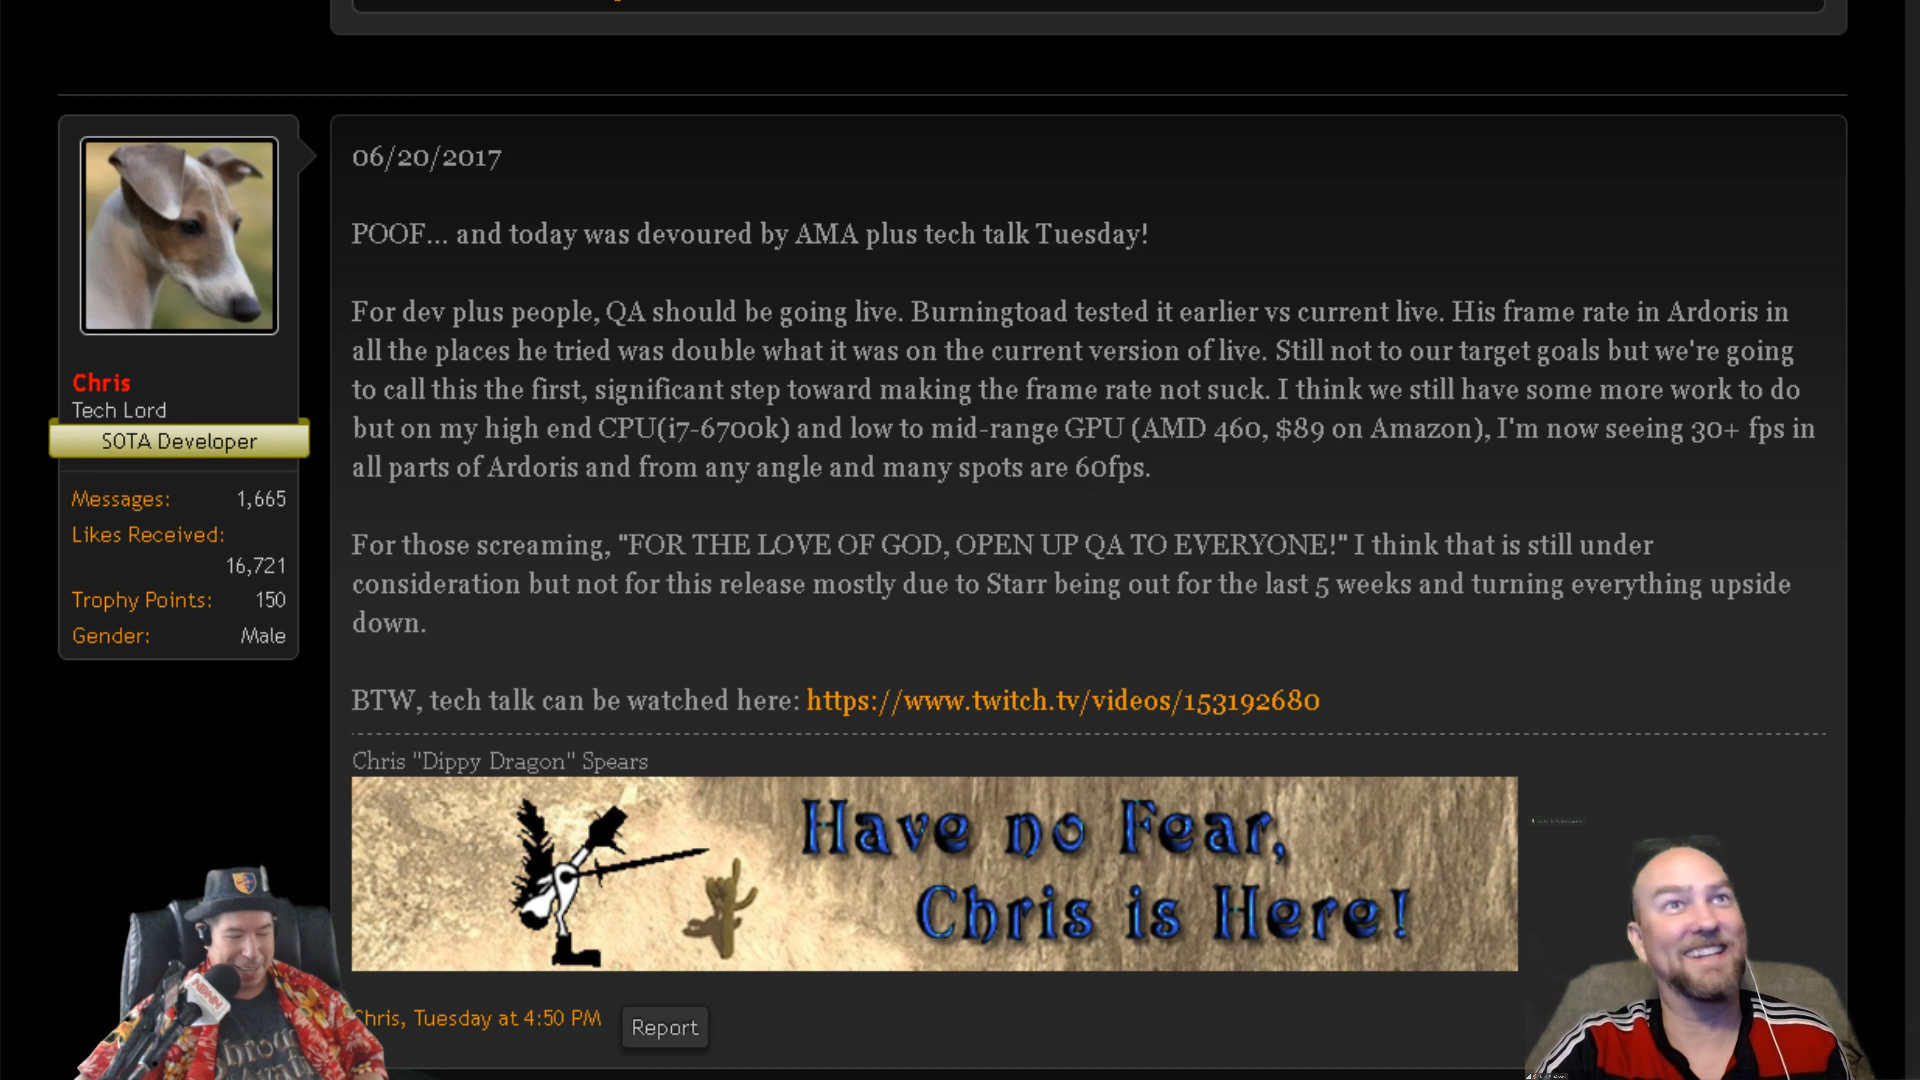 06/20/2017
POOF... and today was devoured by AMA plus tech talk Tuesday!
For dev plus people, QA should be going live. Burningtoad tested it earlier vs current live. His frame rate in Ardoris in
all the places he tried was double what it was on the current version of live. Still not to our target goals but we're going
to call this the first, significant step toward making the frame rate not suck. I think we still have some more work to do
but on my high end CPU(i7-6700k) and low to mid-range GPU (AMD 460, $89 on Amazon), I'm now seeing 30+ fps in
all parts of Ardoris and from any angle and many spots are 60fps.
For those screaming, "FOR THE LOVE OF GOD, OPEN UP QA TO EVERYONE!" I think that is still under
consideration but not for this release mostly due to Starr being out for the last 5 weeks and turning everything upside
down.
BTW, tech talk can be watched here: https://www.twitch.tv/videos/153192680
Chris "Dippy Dragon" Spears
Have no Fear,
Chris is Here!
Chris, Tuesday at 4:50 PM
Report
Chris
Tech Lord
SOTA Developer
Messages: 1,665
Likes Received:
16,721
Trophy Points: 150
Gender: Male